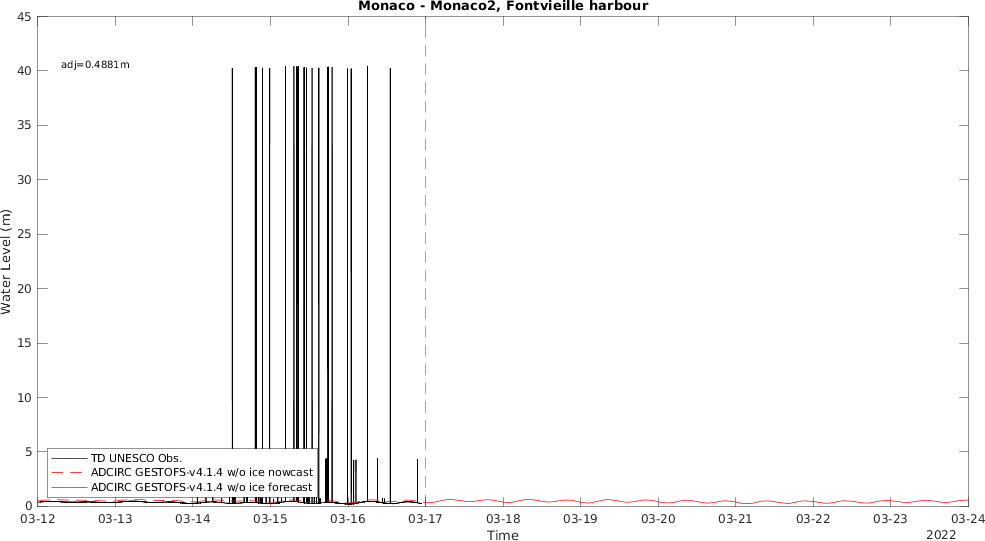 Monaco - Monaco2, Fontvieille harbour
45
40
35
30
25
20
15
10
5
0
adj=0.4881m
Water Level (m)
TD UNESCO Obs.
ADCIRC GESTOFS-v4.1.4 w/o ice nowcast
ADCIRC GESTOFS-v4.1.4 w/o ice forecast
03-12 03-13 03-14 03-15 03-16 03-17 03-18 03-19 03-20 03-21 03-22 03-23 03-24
Time
2022